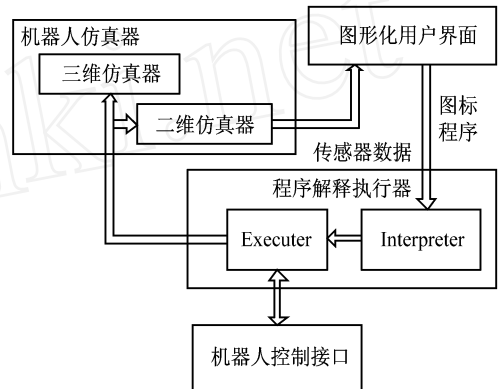 机器人仿真器
图形化用户界面
三维仿真器
二维仿真器
图标
程序
传感器数据
程序解释执行器
Executer
Interpreter
机器人控制接口